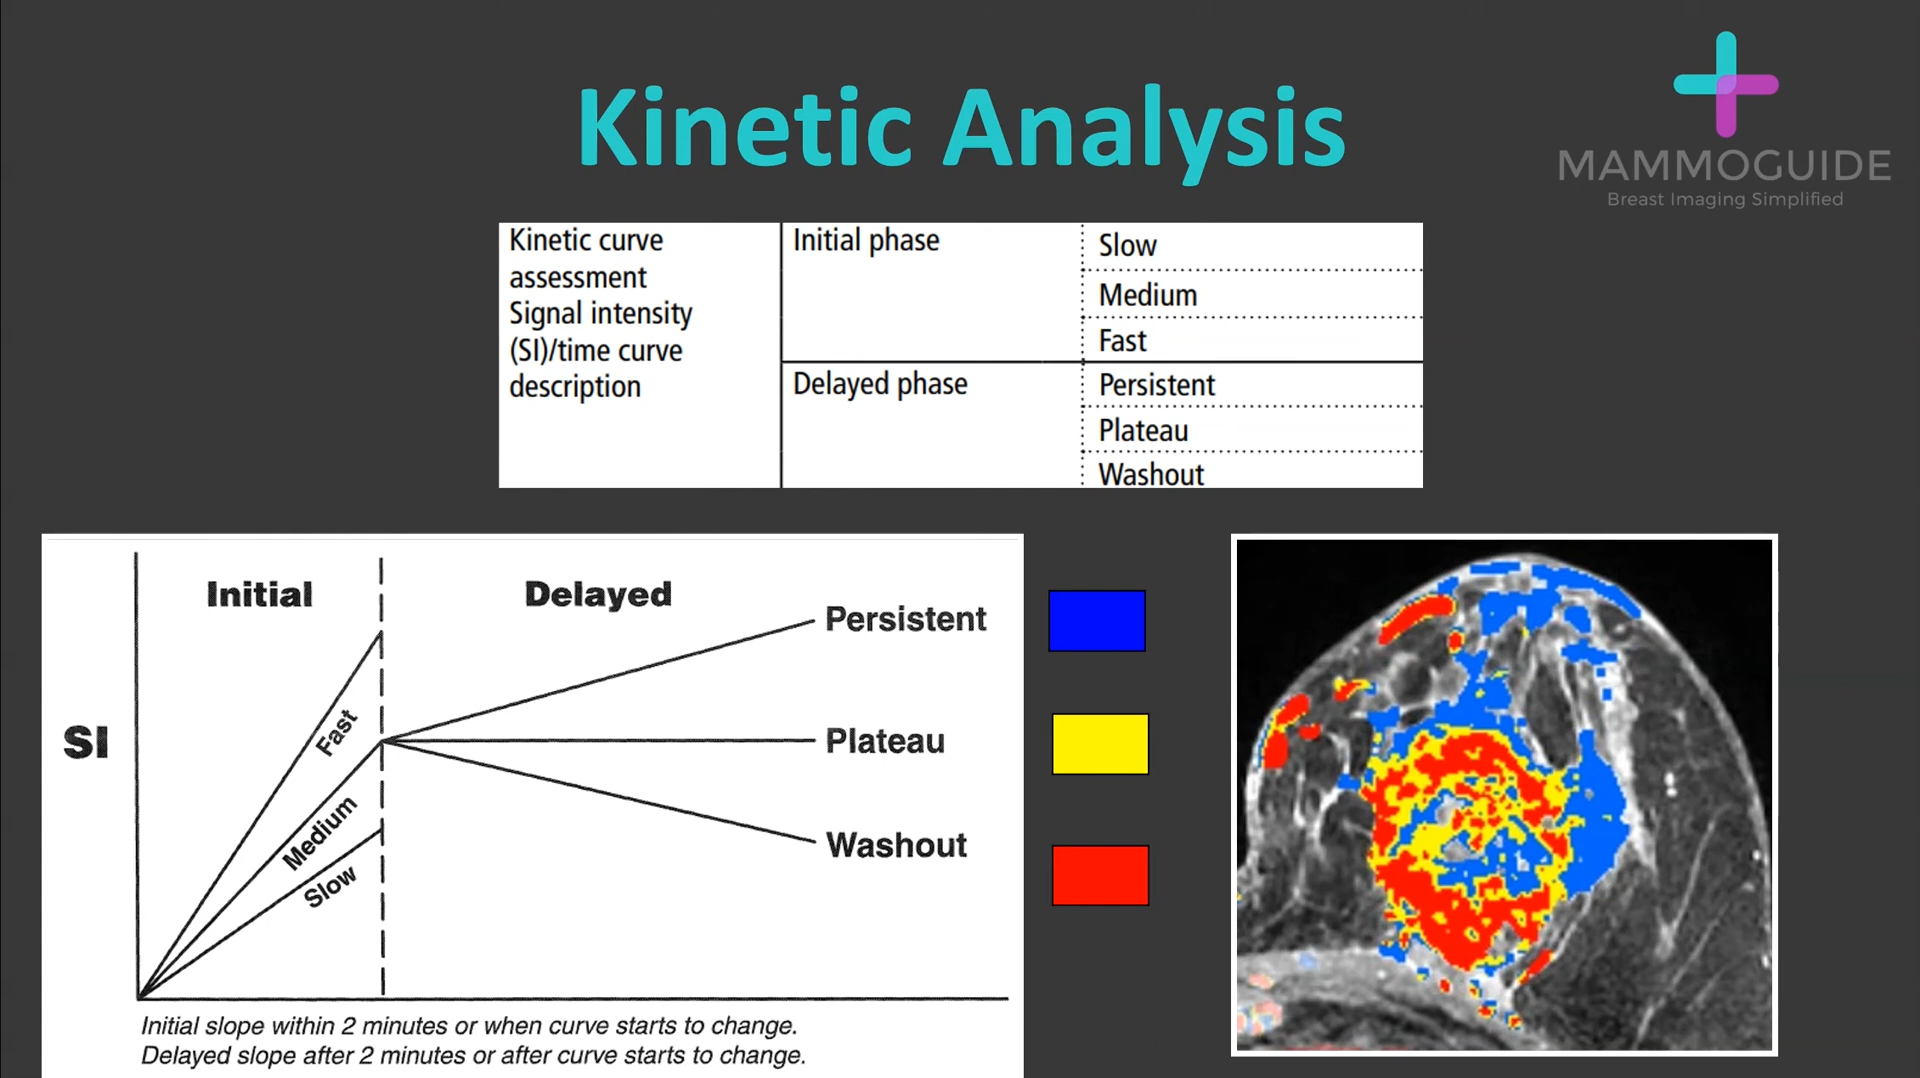 Kinetic Analysis
MAMMOGUIDE
Breast Imaging Simplified
Kinetic curve
assessment
Signal intensity
(SI)/time curve
description
Initial phase
Slow
Medium
Fast
Delayed phase
Persistent
Plateau
Washout
Initial
Delayed
SI
Fast
Medium
Slow
Persistent
Plateau
Washout
Initial slope within 2 minutes or when curve starts to change.
Delayed slope after 2 minutes or after curve starts to change.